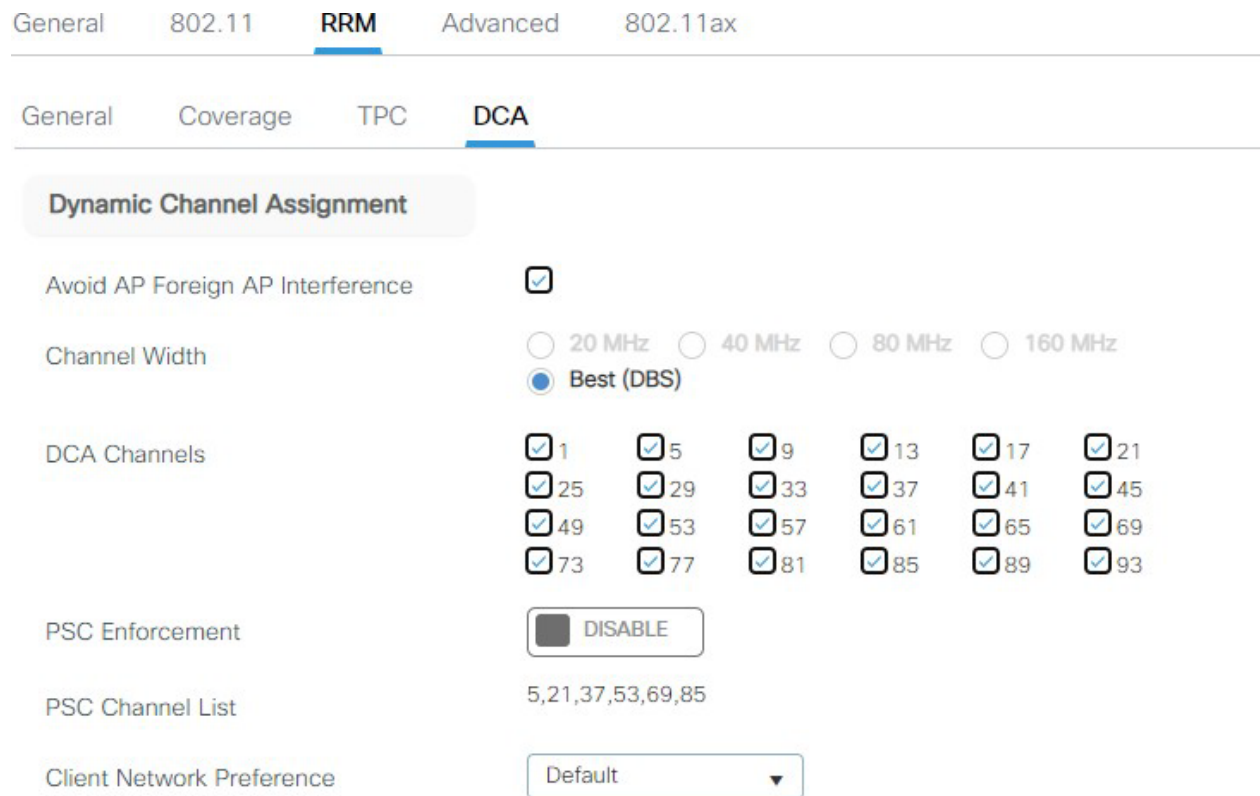 General 802.11 RRM Advanced 802.11ax
General Coverage TPC DCA
Dynamic Channel Assignment
Avoid AP Foreign AP Interference
Channel Width 20 MHz 40 MHz 80 MHz 160 MHz
Best (DBS)
DCA Channels 1 5 9 13 17 21
25 29 33 37 41 45
49 53 57 61 65 69
73 77 81 85 89 93
PSC Enforcement DISABLE
PSC Channel List 5,21,37,53,69,85
Client Network Preference Default